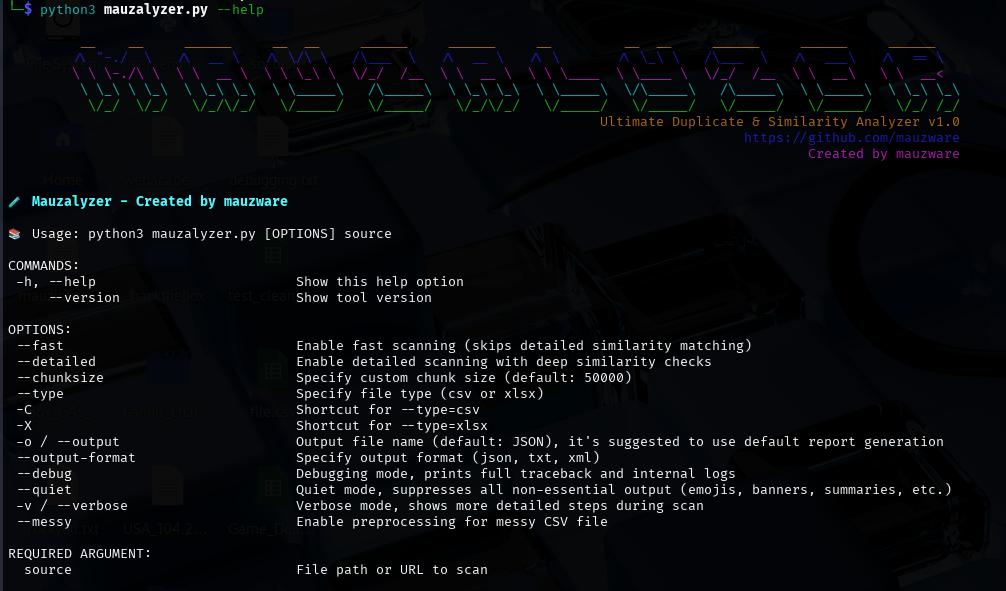 └─$ python3 mauzalyzer.py --help
MAUZALYZER
Ultimate Duplicate & Similarity Analyzer v1.0
https://github.com/mauzware
Created by mauzware
Mauzalyzer - Created by mauzware
Usage: python3 mauzalyzer.py [OPTIONS] source
COMMANDS:
-h, --help Show this help option
--version Show tool version
OPTIONS:
--fast Enable fast scanning (skips detailed similarity matching)
--detailed Enable detailed scanning with deep similarity checks
--chunksize Specify custom chunk size (default: 50000)
--type Specify file type (csv or xlsx)
-C Shortcut for --type=csv
-X Shortcut for --type=xlsx
-o / --output Output file name (default: JSON), it's suggested to use default report generation
--output-format Specify output format (json, txt, xml)
--debug Debugging mode, prints full traceback and internal logs
--quiet Quiet mode, suppresses all non-essential output (emojis, banners, summaries, etc.)
-v / --verbose Verbose mode, shows more detailed steps during scan
--messy Enable preprocessing for messy CSV file
REQUIRED ARGUMENT:
source File path or URL to scan